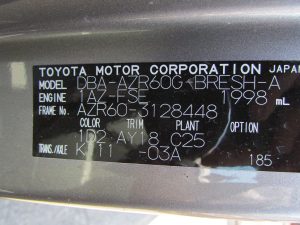 TOYOTA MOTOR CORPORATION JAPAN
MODEL DBA-AZR60G-BRESH-A
ENGINE 1AZ-FSE 1998 mL
FRAME No. AZR60-3128448
COLOR TRIM PLANT OPTION
1D2 AY18 C25
TRANS./AXLE K111 -03A 185